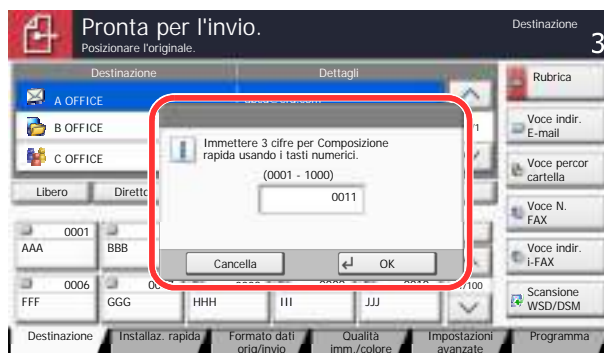 Pronta per l'invio.
Posizionare l'originale.
Destinazione
3
Destinazione Dettagli
A OFFICE
B OFFICE
C OFFICE
Immettere 3 cifre per Composizione
rapida usando i tasti numerici.
(0001 - 1000)
0011
Cancella OK
Libero
0001
AAA BBB
0006
FFF GGG HHH III JJJ
Rubrica
Voce indir.
E-mail
Voce percor
cartella
Voce N.
FAX
Voce indir.
i-FAX
Scansione
WSD/DSM
Destinazione
Installaz. rapida
Formato dati
orig/invio
Qualità
imm./colore
Impostazioni
avanzate
Programma